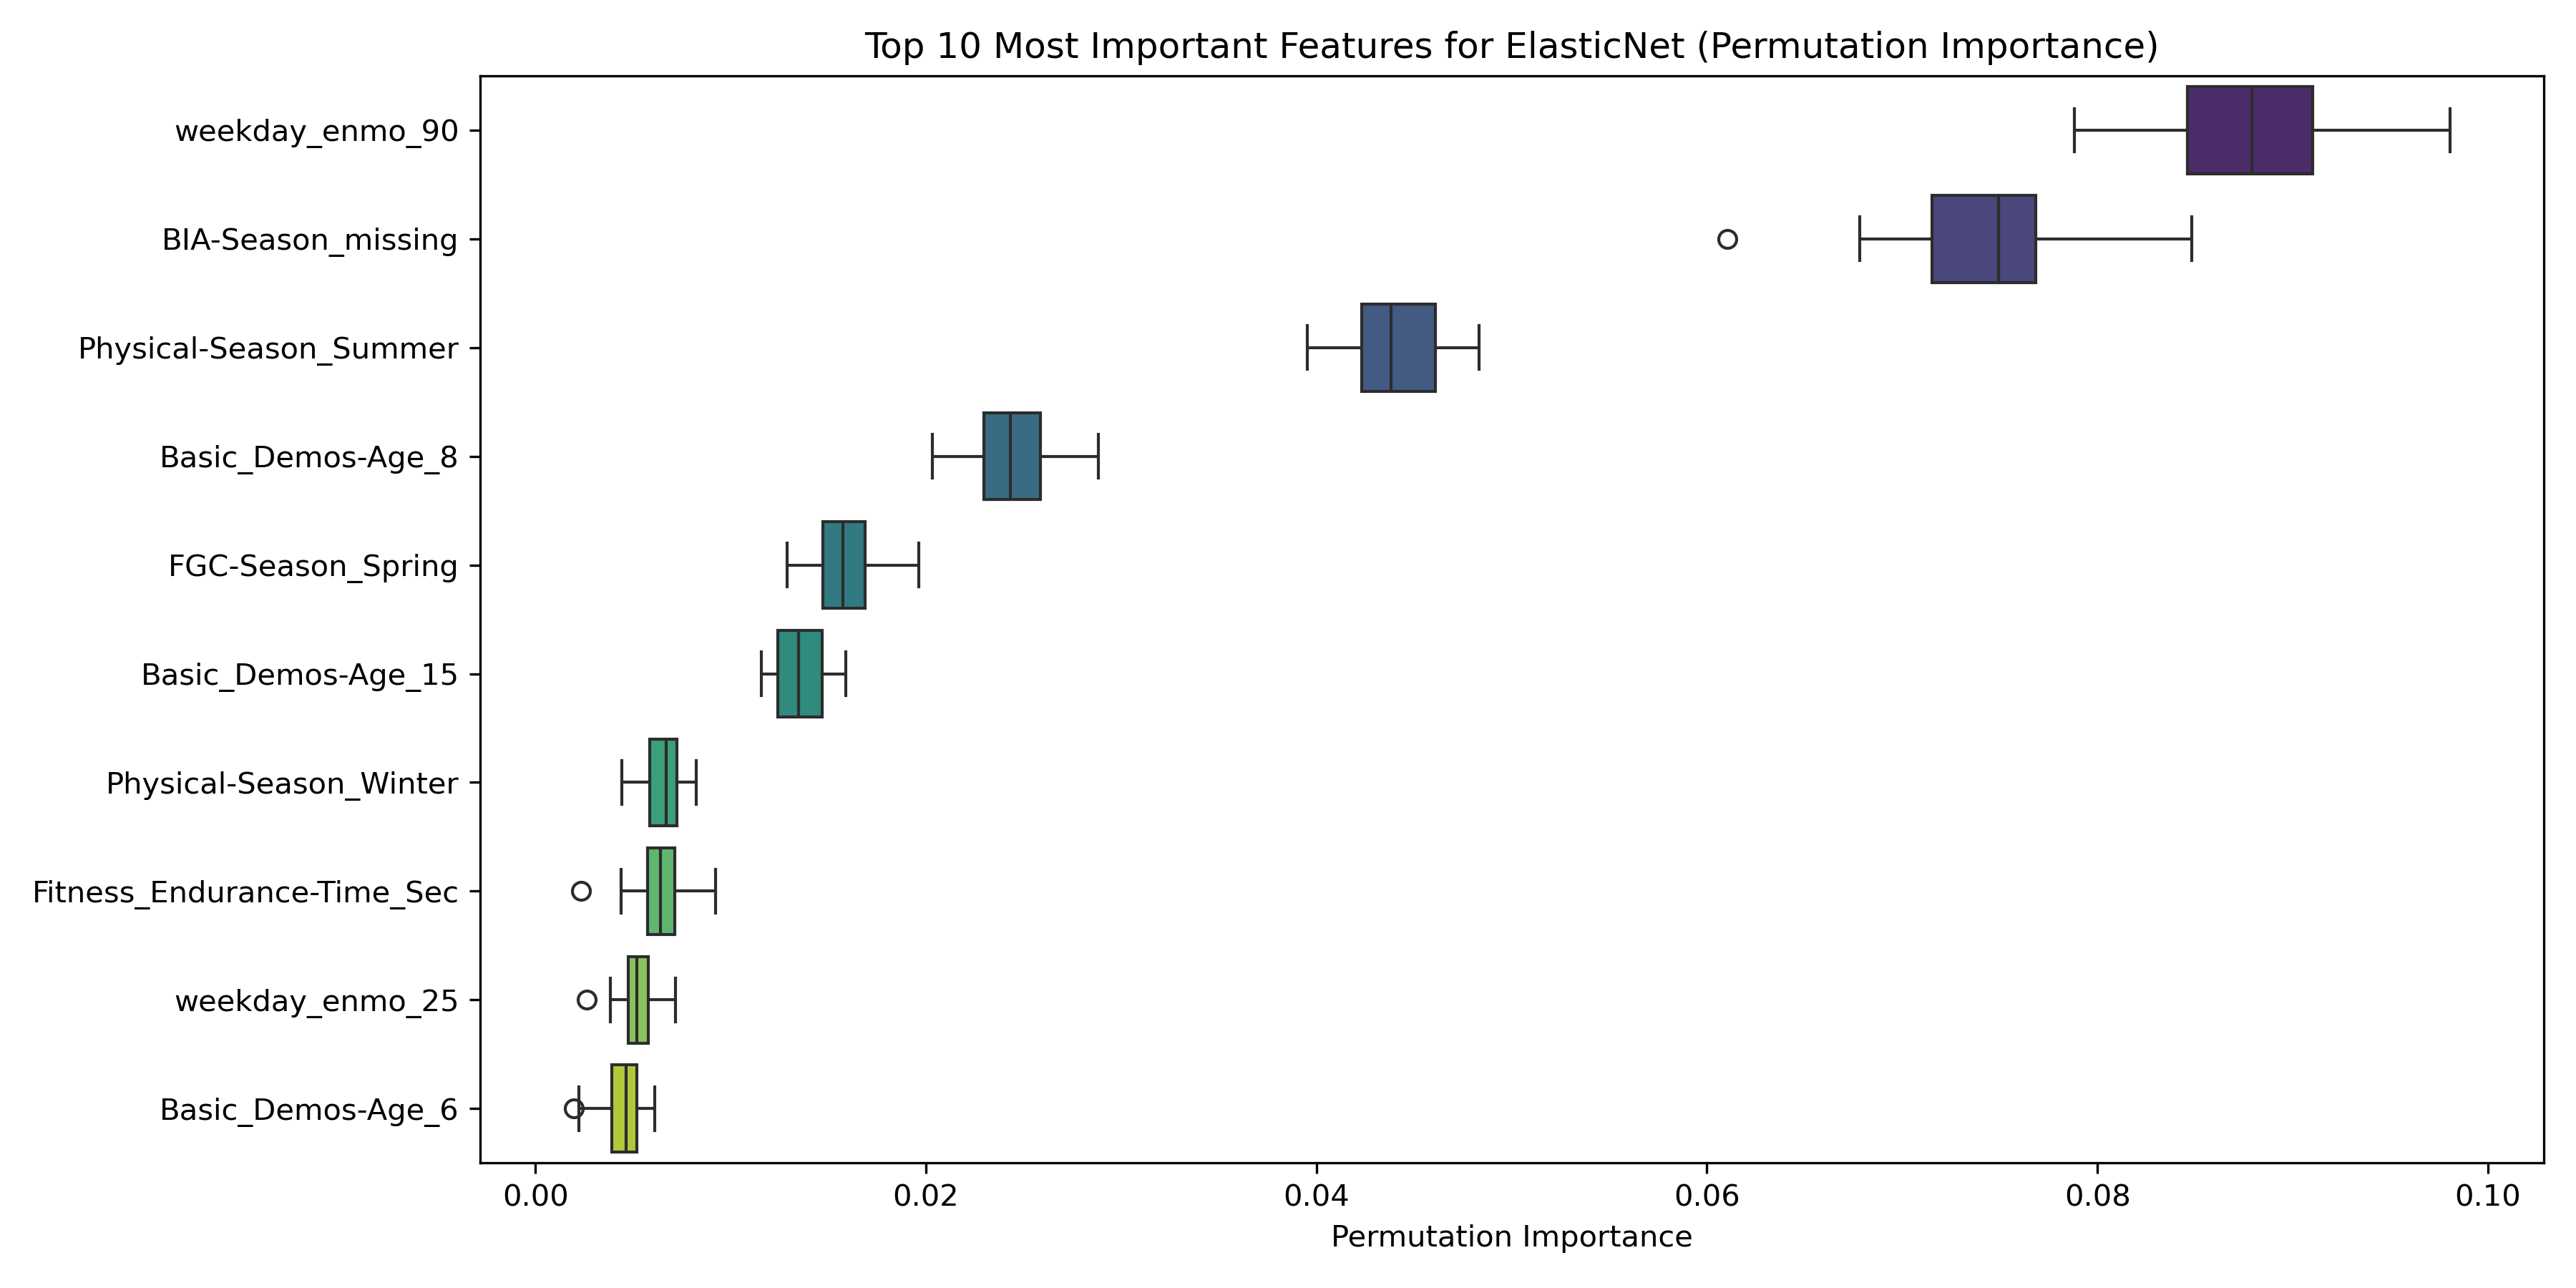 Top 10 Most Important Features for ElasticNet (Permutation Importance)
weekday_enmo_90
BIA-Season_missing
Physical-Season_Summer
Basic_Demos-Age_8
FGC-Season_Spring
Basic_Demos-Age_15
Physical-Season_Winter
Fitness_Endurance-Time_Sec
weekday_enmo_25
Basic_Demos-Age_6
0.00 0.02 0.04 0.06 0.08 0.10
Permutation Importance